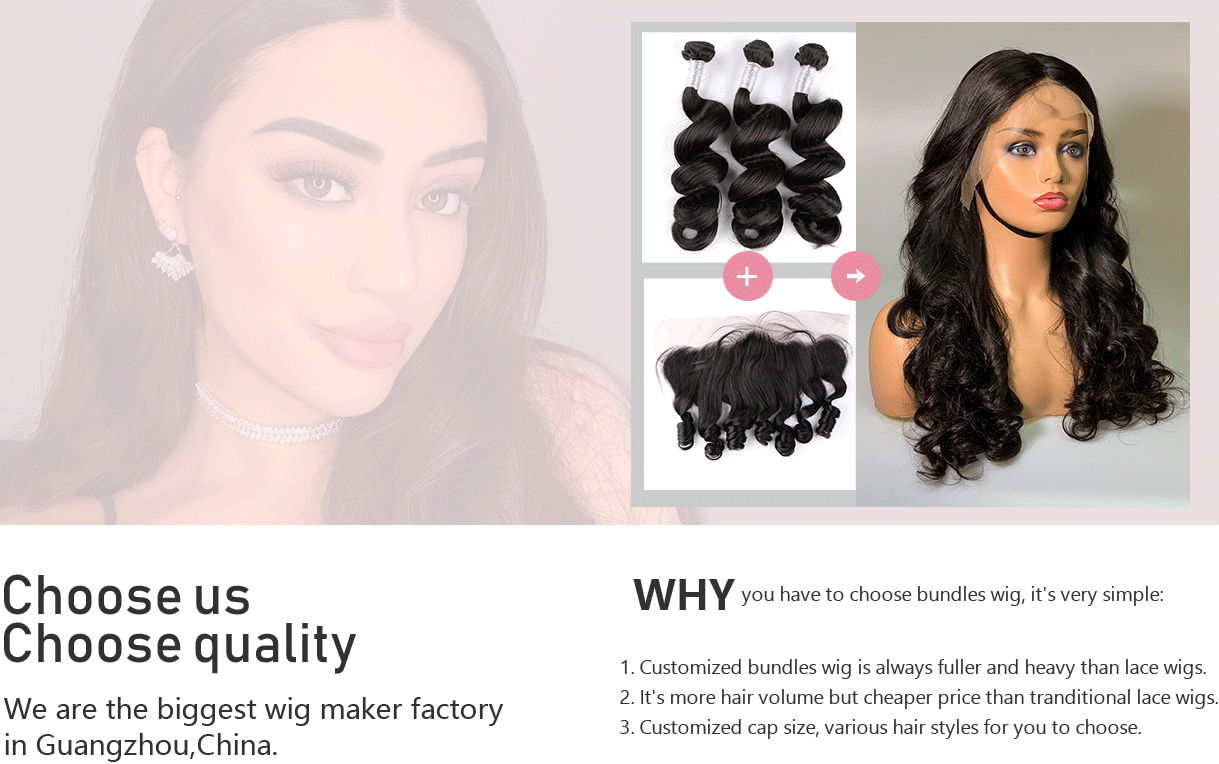 Choose us
Choose quality
We are the biggest wig maker factory
in Guangzhou,China.
WHY you have to choose bundles wig, it's very simple:
1. Customized bundles wig is always fuller and heavy than lace wigs.
2. It's more hair volume but cheaper price than tranditional lace wigs.
3. Customized cap size, various hair styles for you to choose.